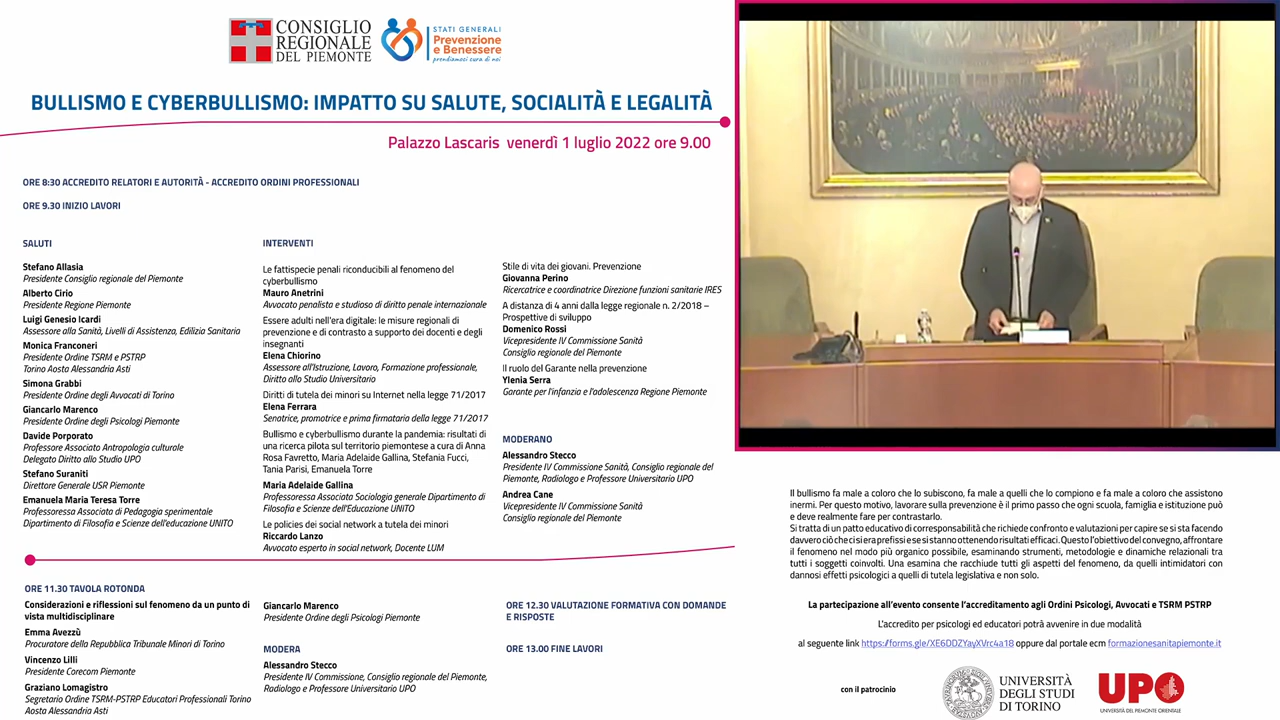 CONSIGLIO
REGIONALE
DEL PIEMONTE
STATI GENERALI
Prevenzione
e Benessere
prendiamoci cura di noi
BULLISMO E CYBERBULLISMO: IMPATTO SU SALUTE, SOCIALITÀ E LEGALITÀ
Palazzo Lascaris venerdì 1 luglio 2022 ore 9.00
ORE 8:30 ACCREDITO RELATORI E AUTORITÀ - ACCREDITO ORDINI PROFESSIONALI
ORE 9.30 INIZIO LAVORI
SALUTI
Stefano Allasia
Presidente Consiglio regionale del Piemonte
Alberto Cirio
Presidente Regione Piemonte
Luigi Genesio Icardi
Assessore alla Sanità, Livelli di Assistenza, Edilizia Sanitaria
Monica Franconeri
Presidente Ordine TSRM e PSTRP
Torino Aosta Alessandria Asti
Simona Grabbi
Presidente Ordine degli Avvocati di Torino
Giancarlo Marenco
Presidente Ordine degli Psicologi Piemonte
Davide Porporato
Professore Associato Antropologia culturale
Delegato Diritto allo Studio UPO
Stefano Suraniti
Direttore Generale USR Piemonte
Emanuela Maria Teresa Torre
Professoressa Associato di Pedagogia sperimentale
Dipartimento di Filosofia e Scienze dell'educazione UNITO
INTERVENTI
Le fattispecie penali riconducibili al fenomeno del
cyberbullismo
Mauro Anetrini
Avvocato penalista e studioso di diritto penale internazionale
Essere adulti nell'era digitale: le misure regionali di
prevenzione e di contrasto a supporto dei docenti e degli
insegnanti
Elena Chiorino
Assessore all'Istruzione, Lavoro, Formazione professionale,
Diritto allo Studio Universitario
Diritti di tutela dei minori su Internet nella legge 71/2017
Elena Ferrara
Senatrice, promotrice e prima firmataria della legge 71/2017
Bullismo e cyberbullismo durante la pandemia: risultati di
una ricerca pilota sul territorio piemontese a cura di Anna
Rosa Favretto, Maria Adelaide Gallina, Stefania Fucci,
Tania Parisi, Emanuela Torre
Maria Adelaide Gallina
Professoressa Associata Sociologia generale Dipartimento di
Filosofia e Scienze dell'Educazione UNITO
Le policies dei social network a tutela dei minori
Riccardo Lanzo
Avvocato esperto in social network, Docente LUM
Stile di vita dei giovani. Prevenzione
Giovanna Perino
Ricercatrice e coordinatrice Direzione funzioni sanitarie IRES
A distanza di 4 anni dalla legge regionale n. 2/2018 –
Prospettive di sviluppo
Domenico Rossi
Vicepresidente IV Commissione Sanità
Consiglio regionale del Piemonte
Il ruolo del Garante nella prevenzione
Ylenia Serra
Garante per l'infanzia e l'adolescenza Regione Piemonte
MODERANO
Alessandro Stecco
Presidente IV Commissione Sanità, Consiglio regionale del
Piemonte, Radiologo e Professore Universitario UPO
Andrea Cane
Vicepresidente IV Commissione Sanità
Consiglio regionale del Piemonte
ORE 11.30 TAVOLA ROTONDA
Considerazioni e riflessioni sul fenomeno da un punto di
vista multidisciplinare
Emma Avezzù
Procuratore della Repubblica Tribunale Minori di Torino
Vincenzo Lilli
Presidente Corecom Piemonte
Graziano Lomagistro
Segretario Ordine TSRM-PSTRP Educatori Professionali Torino
Aosta Alessandria Asti
Giancarlo Marenco
Presidente Ordine degli Psicologi Piemonte
MODERA
Alessandro Stecco
Presidente IV Commissione, Consiglio regionale del Piemonte,
Radiologo e Professore Universitario UPO
ORE 12.30 VALUTAZIONE FORMATIVA CON DOMANDE
E RISPOSTE
ORE 13.00 FINE LAVORI
Il bullismo fa male a coloro che lo subiscono, fa male a quelli che lo compiono e fa male a coloro che assistono
inermi. Per questo motivo, lavorare sulla prevenzione è il primo passo che ogni scuola, famiglia e istituzione può
e deve realmente fare per contrastarlo.
Si tratta di un patto educativo di corresponsabilità che richiede confronto e valutazioni per capire se si sta facendo
davvero ciò che ci si era prefissi e se si stanno ottenendo risultati efficaci. Questo l'obiettivo del convegno, affrontare
il fenomeno nel modo più organico possibile, esaminando strumenti, metodologie e dinamiche relazionali tra
tutti i soggetti coinvolti. Una esamina che racchiude tutti gli aspetti del fenomeno, da quelli intimidatori con
dannosi effetti psicologici a quelli di tutela legislativa e non solo.
La partecipazione all'evento consente l'accreditamento agli Ordini Psicologi, Avvocati e TSRM PSTRP
L'accredito per psicologi ed educatori potrà avvenire in due modalità
al seguente link https://forms.gle/XE6DDZYayXVrc4a18 oppure dal portale ecm formazionesanitapiemonte.it
con il patrocinio
UNIVERSITÀ
DEGLI STUDI
DI TORINO
UPO
UNIVERSITÀ DEL PIEMONTE ORIENTALE